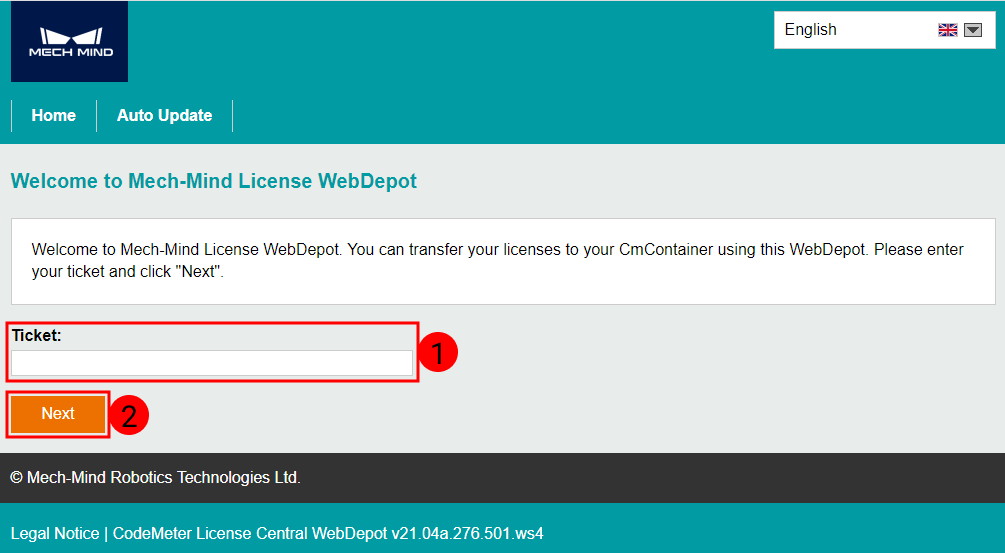 MECH MIND
English
Home
Auto Update
Welcome to Mech-Mind License WebDepot
Welcome to Mech-Mind License WebDepot. You can transfer your licenses to your CmContainer using this WebDepot. Please enter
your ticket and click "Next".
Ticket:
1
Next
2
© Mech-Mind Robotics Technologies Ltd.
Legal Notice | CodeMeter License Central WebDepot v21.04a.276.501.ws4